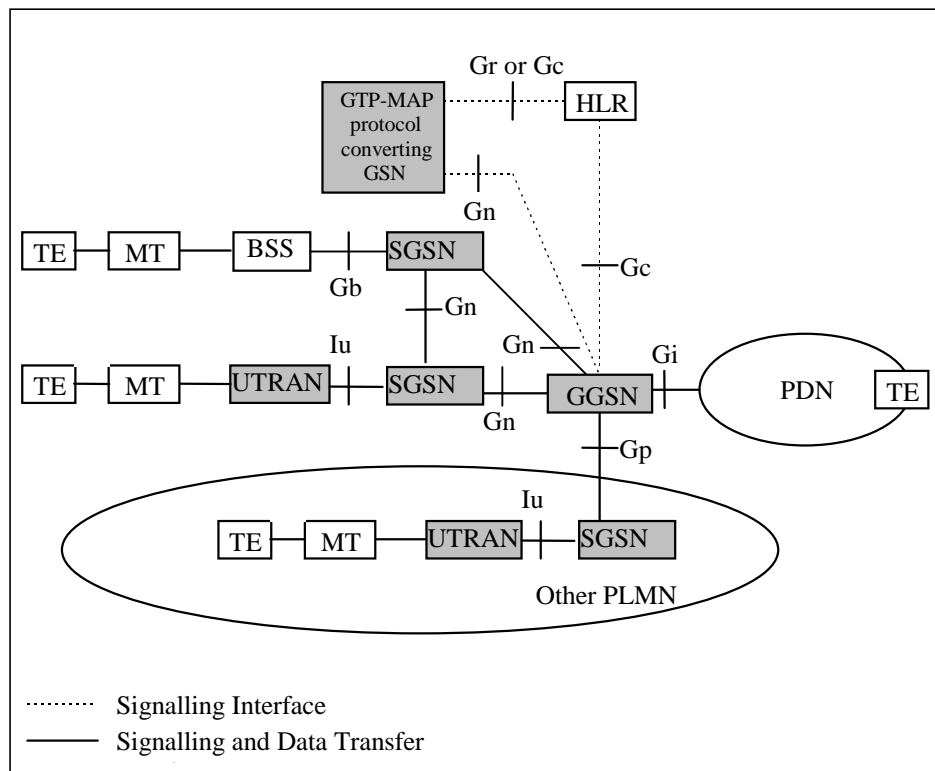 Gr or Gc
GTP-MAP
protocol
converting
GSN
HLR
Gn
TE
MT
BSS
Gb
SGSN
Gc
Gn
Gn
TE
MT
UTRAN
Iu
SGSN
Gn
GGSN
Gi
PDN
TE
Gp
TE
MT
UTRAN
Iu
SGSN
Other PLMN
Signalling Interface
Signalling and Data Transfer